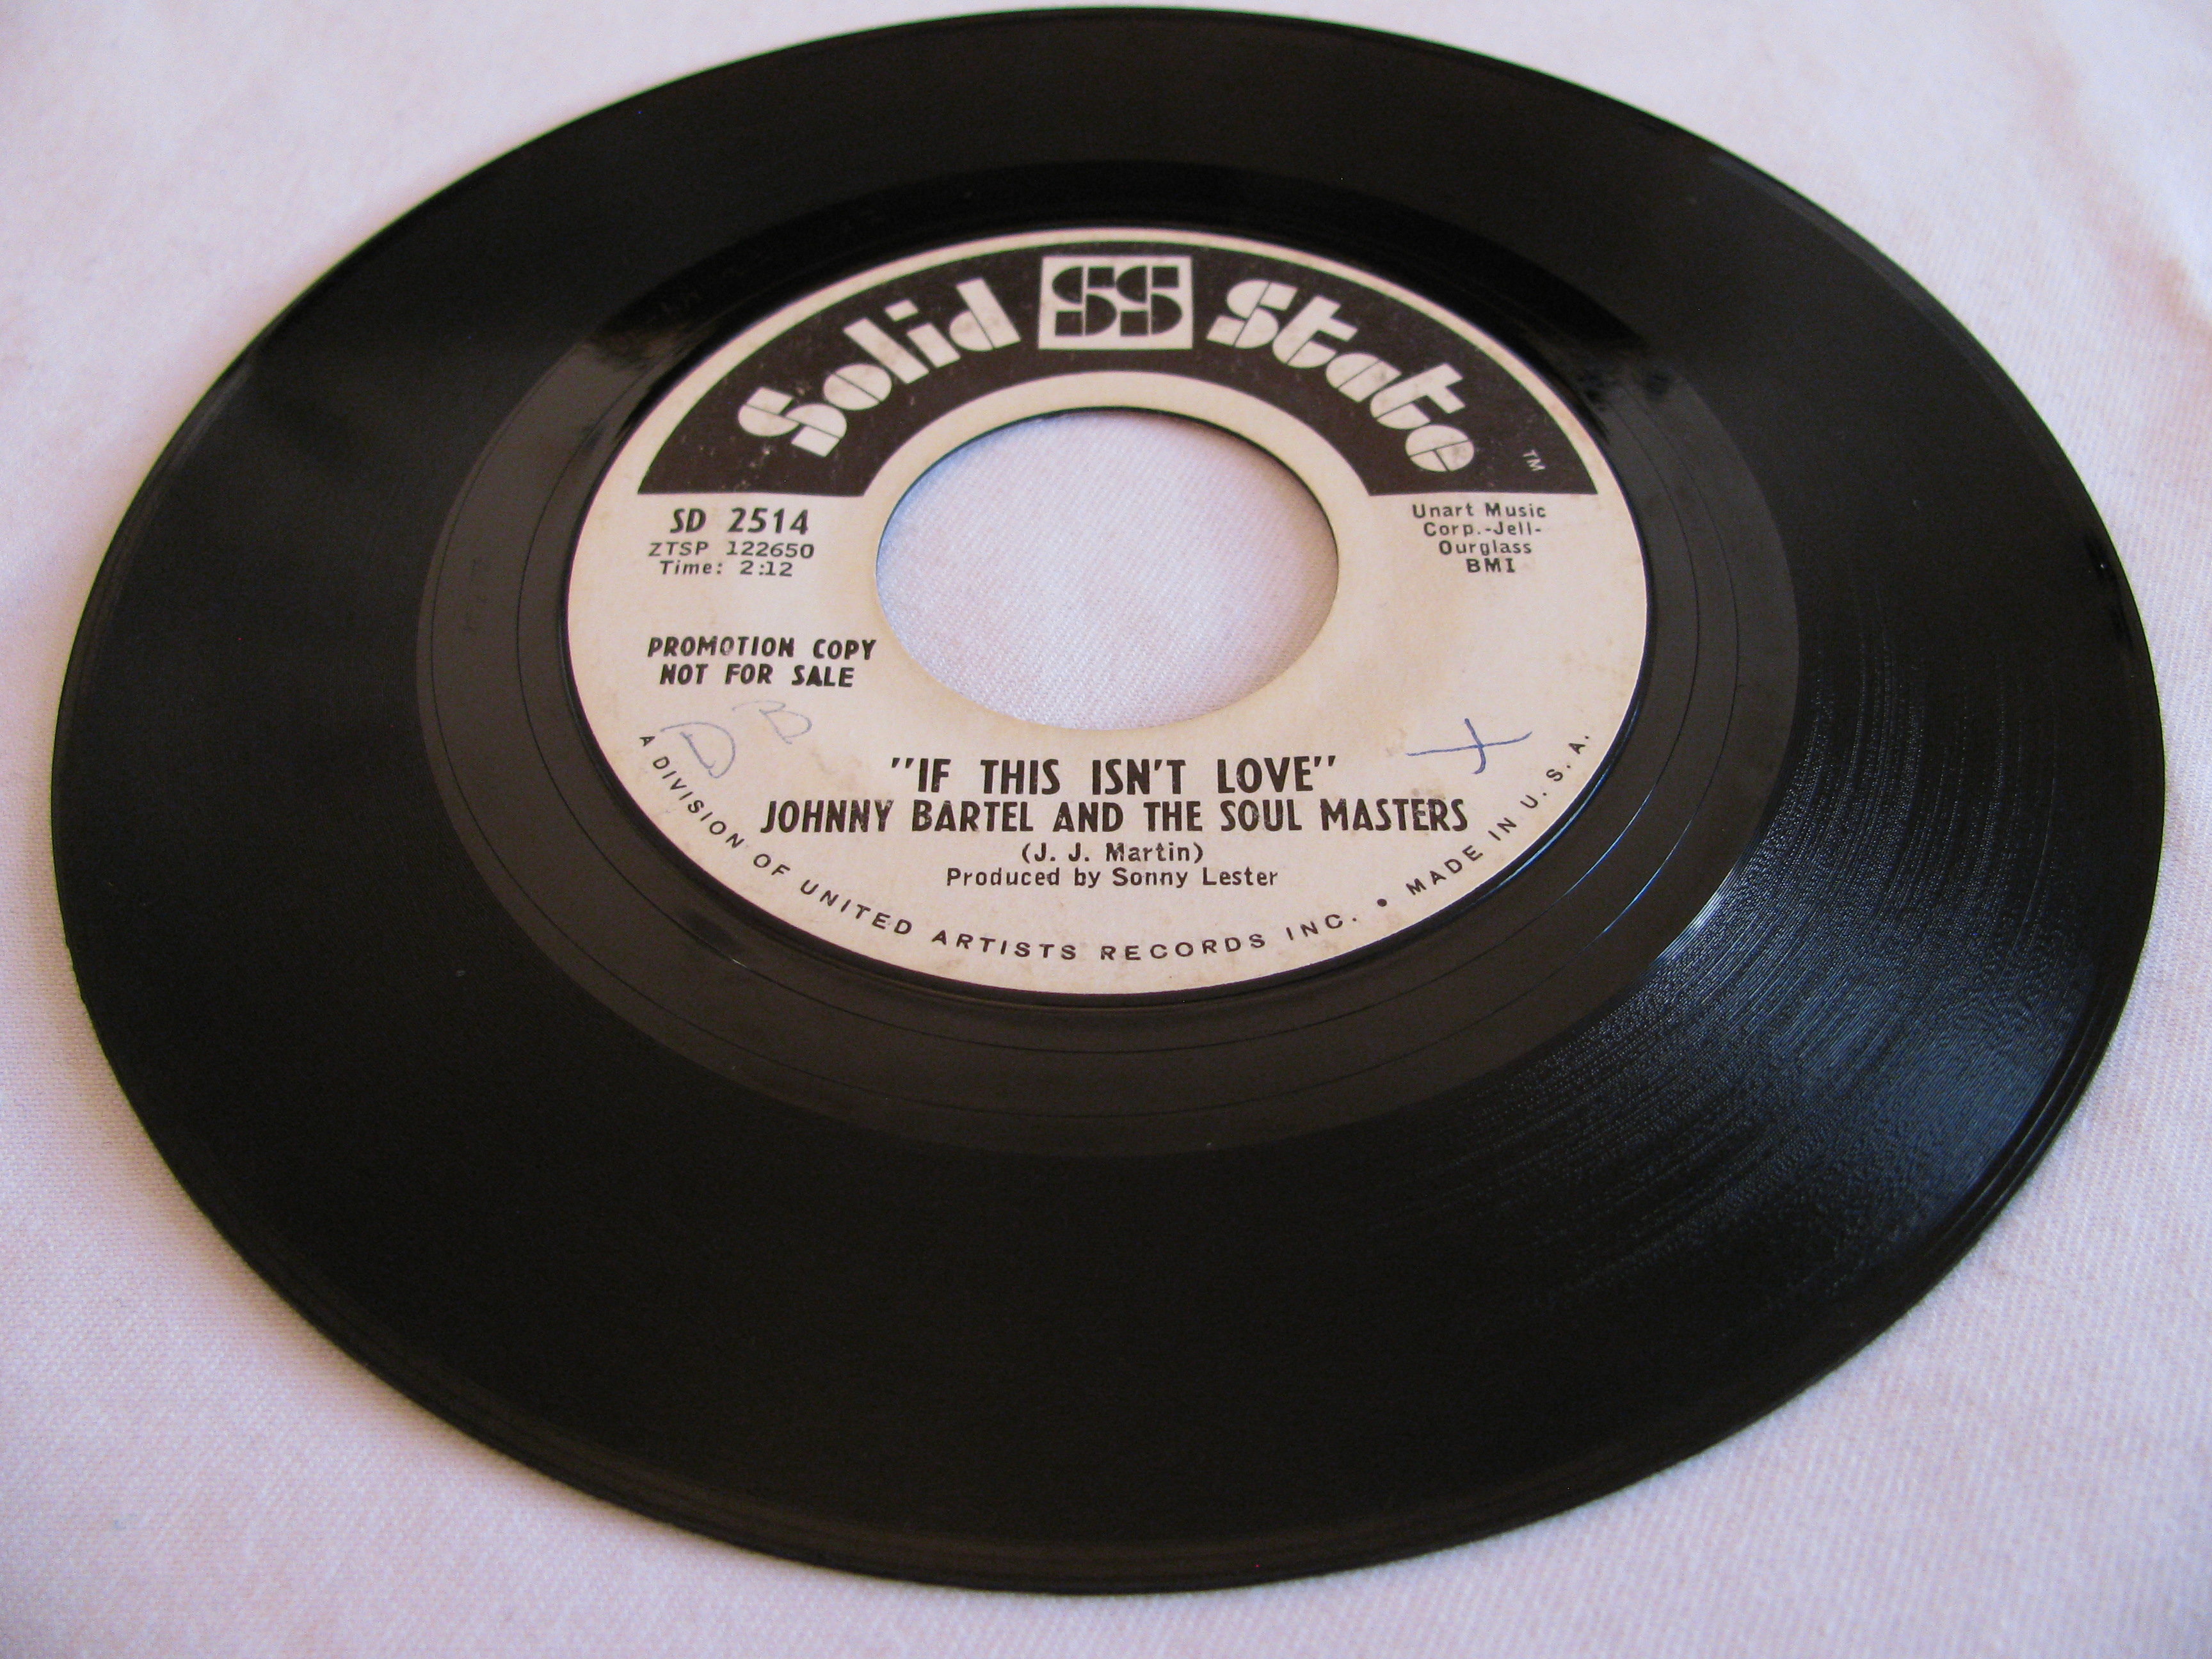 Solid SS State TM
SD 2514
ZTSP 122650
Time: 2:12
Unart Music
Corp.-Jell-
Ourglass
BMI
PROMOTION COPY
NOT FOR SALE
D B
"IF THIS ISN'T LOVE"
JOHNNY BARTEL AND THE SOUL MASTERS
(J. J. Martin)
Produced by Sonny Lester
A DIVISION OF UNITED ARTISTS RECORDS INC. • MADE IN U. S. A.